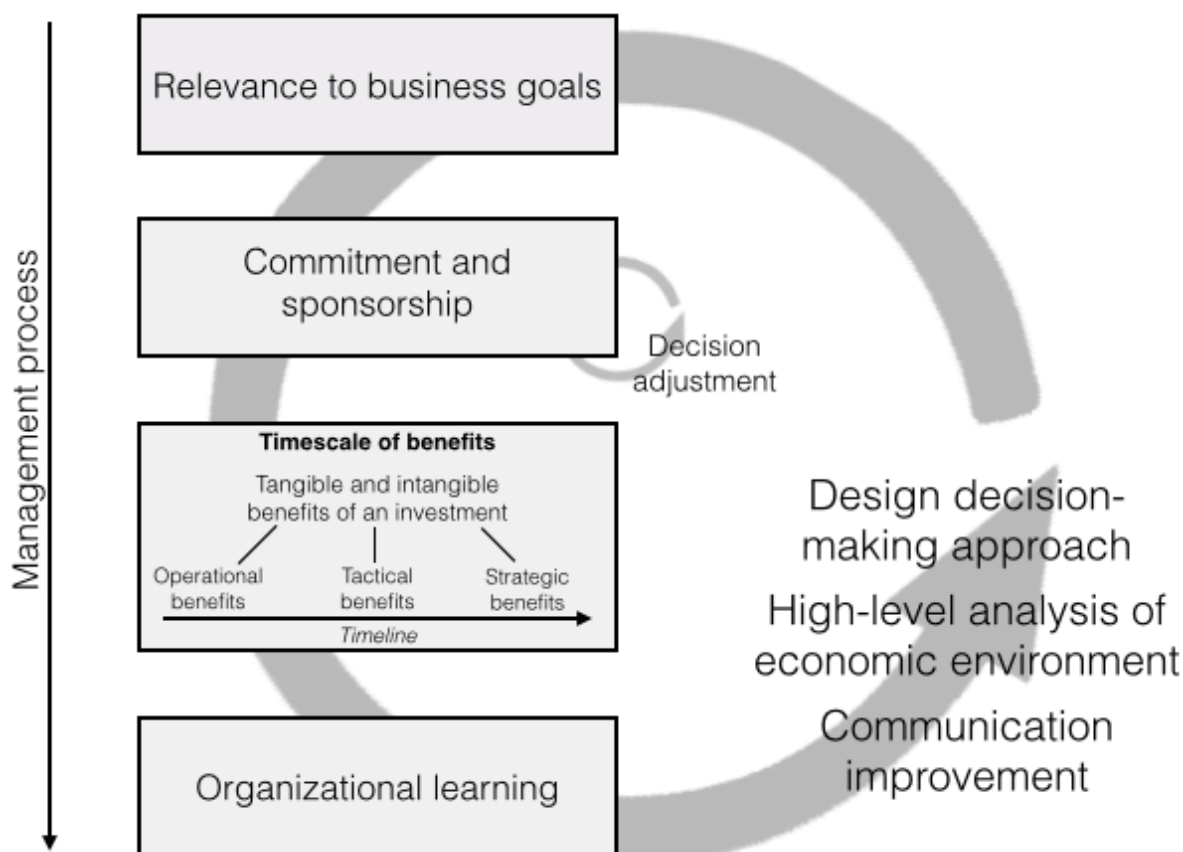 Management process
Relevance to business goals
Commitment and
sponsorship
Decision
adjustment
Timescale of benefits
Tangible and intangible
benefits of an investment
Operational
benefits
Tactical
benefits
Strategic
benefits
Timeline
Design decision-
making approach
High-level analysis of
economic environment
Communication
improvement
Organizational learning